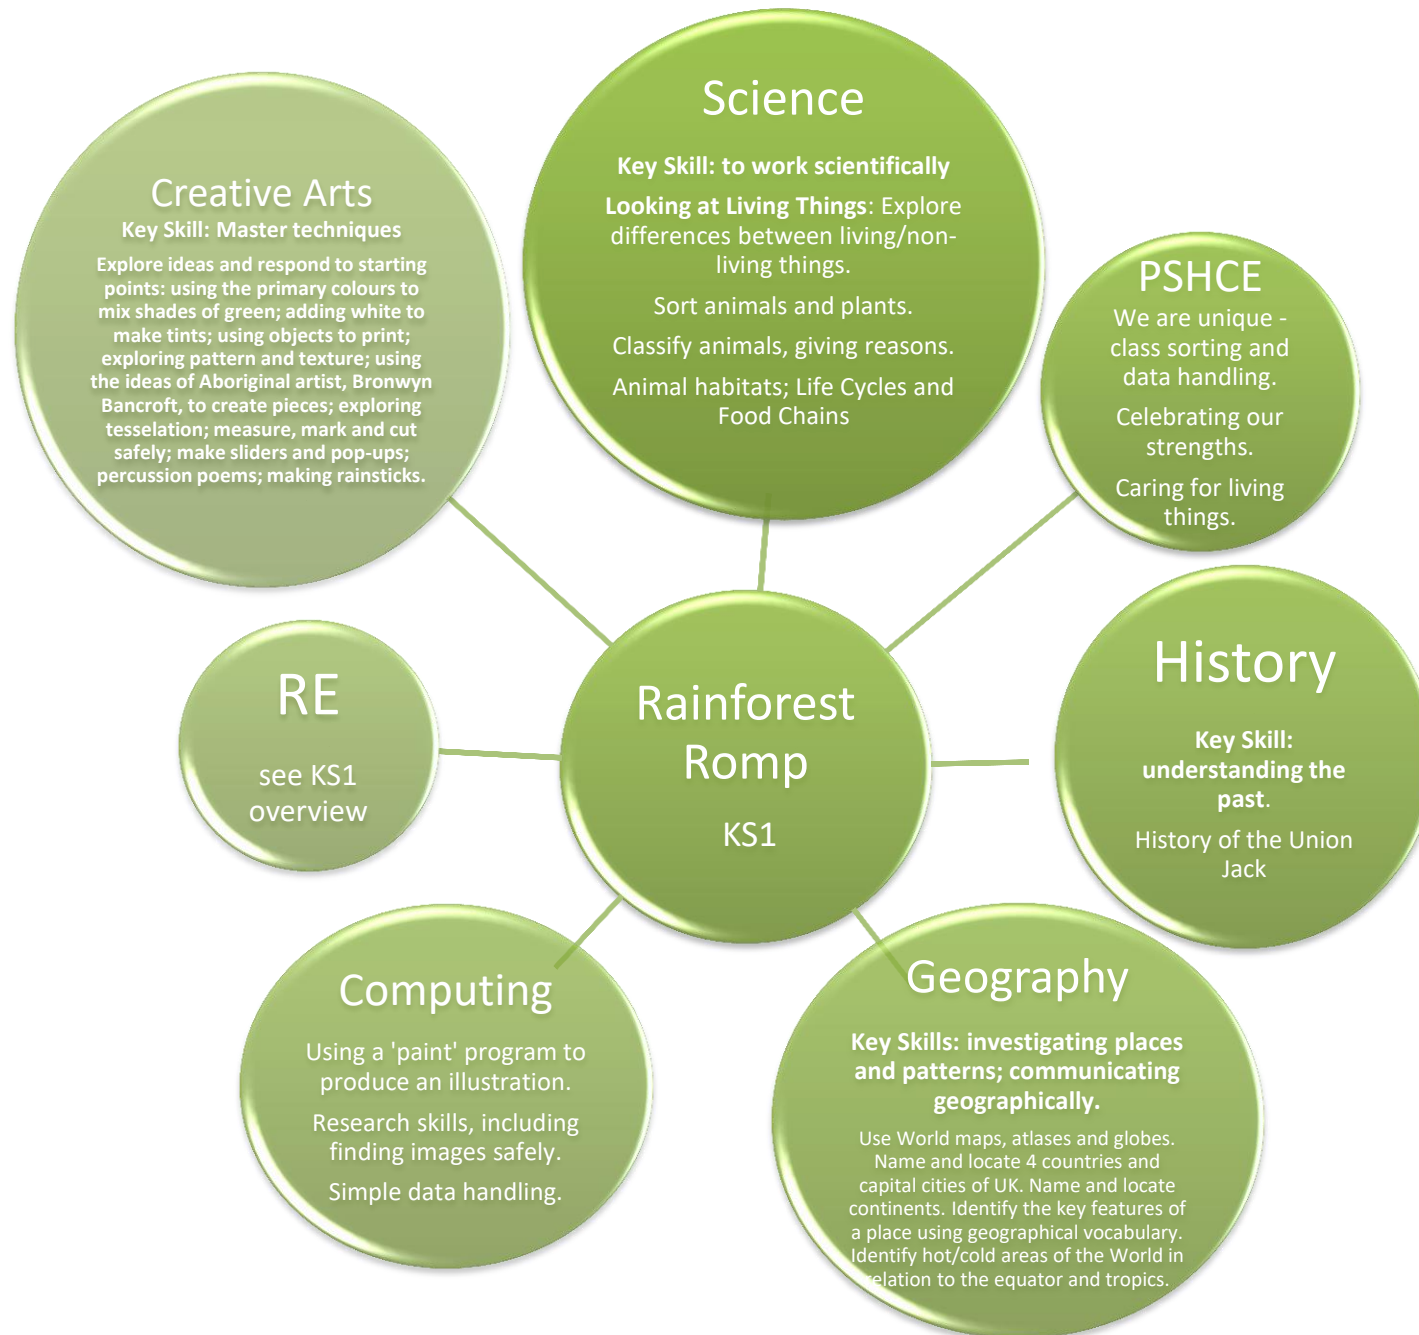 Creative Arts
Key Skill: Master techniques
Explore ideas and respond to starting
points: using the primary colours to
mix shades of green; adding white to
make tints; using objects to print;
exploring pattern and texture; using
the ideas of Aboriginal artist, Bronwyn
Bancroft, to create pieces; exploring
tesselation; measure, mark and cut
safely; make sliders and pop-ups;
percussion poems; making rainsticks.
Science
Key Skill: to work scientifically
Looking at Living Things: Explore
differences between living/non-
living things.
Sort animals and plants.
Classify animals, giving reasons.
Animal habitats; Life Cycles and
Food Chains
PSHCE
We are unique -
class sorting and
data handling.
Celebrating our
strengths.
Caring for living
things.
RE
see KS1
overview
Rainforest
Romp
KS1
History
Key Skill:
understanding the
past.
History of the Union
Jack
Computing
Using a 'paint' program to
produce an illustration.
Research skills, including
finding images safely.
Simple data handling.
Geography
Key Skills: investigating places
and patterns; communicating
geographically.
Use World maps, atlases and globes.
Name and locate 4 countries and
capital cities of UK. Name and locate
continents. Identify the key features of
a place using geographical vocabulary.
Identify hot/cold areas of the World in
relation to the equator and tropics.